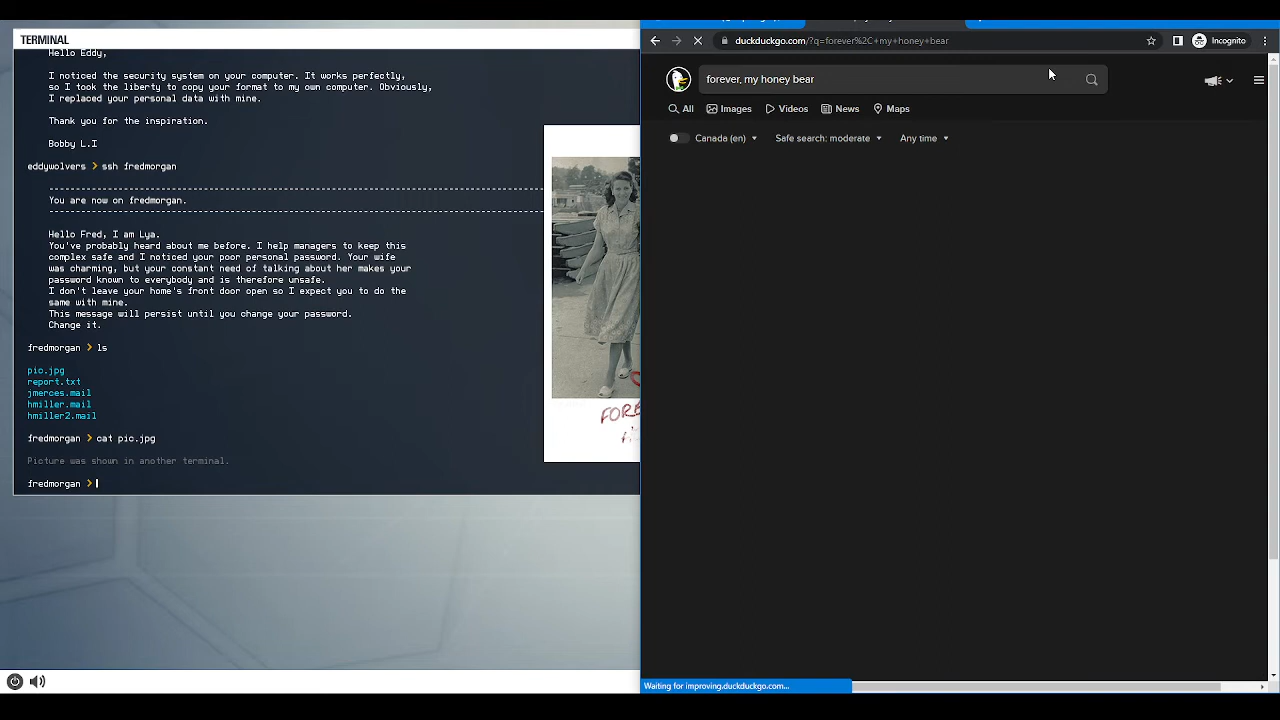 TERMINAL
Hello Eddy,
I noticed the security system on your computer. It works perfectly,
so I took the liberty to copy your format to my own computer. Obviously,
I replaced your personal data with mine.
Thank you for the inspiration.
Bobby L.I
eddywolvers > ssh fredmorgan
You are now on fredmorgan.
Hello Fred, I am Lya.
You've probably heard about me before. I help managers to keep this
complex safe and I noticed your poor personal password. Your wife
was charming, but your constant need of talking about her makes your
password known to everybody and is therefore unsafe.
I don't leave your home's front door open so I expect you to do the
same with mine.
This message will persist until you change your password.
Change it.
fredmorgan > ls
pic.jpg
report.txt
jmerces.mail
hmiller.mail
hmiller2.mail
fredmorgan > cat pic.jpg
Picture was shown in another terminal.
fredmorgan >
FORE
duckduckgo.com/?q=forever%2C+my+honey+bear
Incognito
forever, my honey bear
All Images Videos News Maps
Canada (en) Safe search: moderate Any time
Waiting for improving.duckduckgo.com...